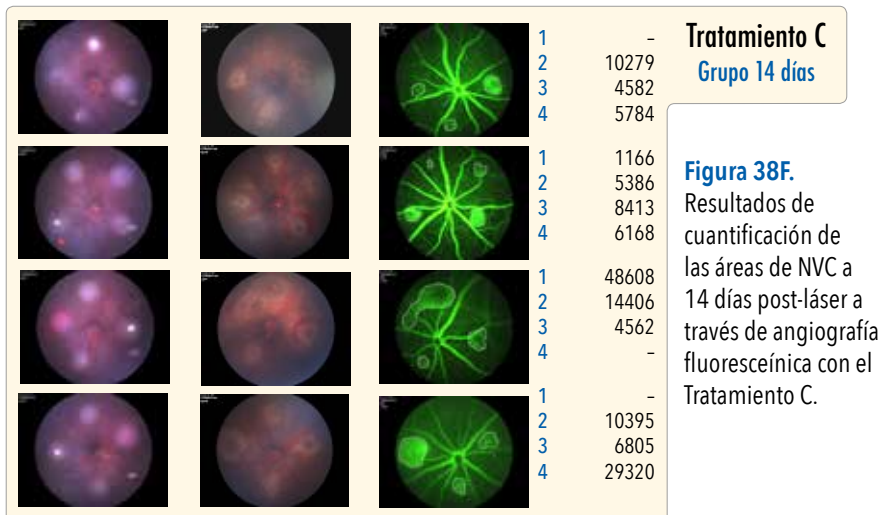 Tratamiento C
Grupo 14 días
1 –
2 10279
3 4582
4 5784
1 1166
2 5386
3 8413
4 6168
1 48608
2 14406
3 4562
4 –
1 –
2 10395
3 6805
4 29320
Figura 38F.
Resultados de
cuantificación de
las áreas de NVC a
14 días post-láser a
través de angiografía
fluoresceínica con el
Tratamiento C.